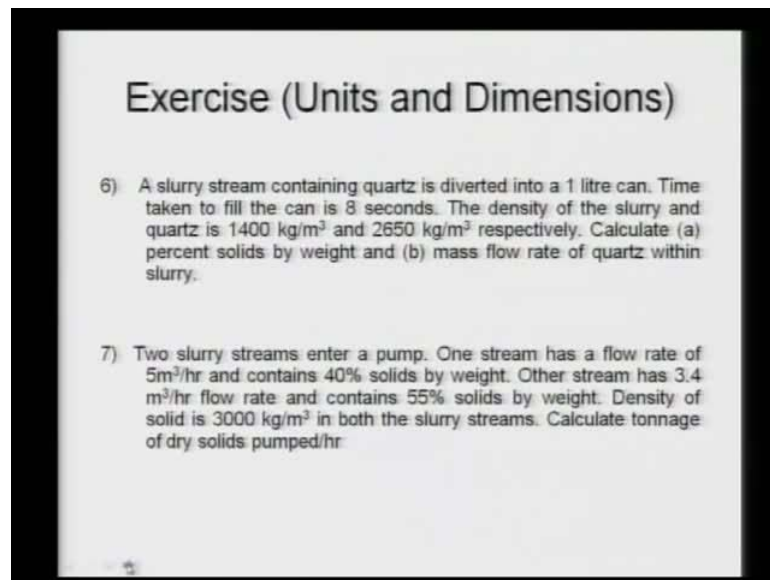 Exercise (Units and Dimensions)
6) A slurry stream containing quartz is diverted into a 1 litre can. Time
taken to fill the can is 8 seconds. The density of the slurry and
quartz is 1400 kg/m³ and 2650 kg/m³ respectively. Calculate (a)
percent solids by weight and (b) mass flow rate of quartz within
slurry.
7) Two slurry streams enter a pump. One stream has a flow rate of
5m³/hr and contains 40% solids by weight. Other stream has 3.4
m³/hr flow rate and contains 55% solids by weight. Density of
solid is 3000 kg/m³ in both the slurry streams. Calculate tonnage
of dry solids pumped/hr